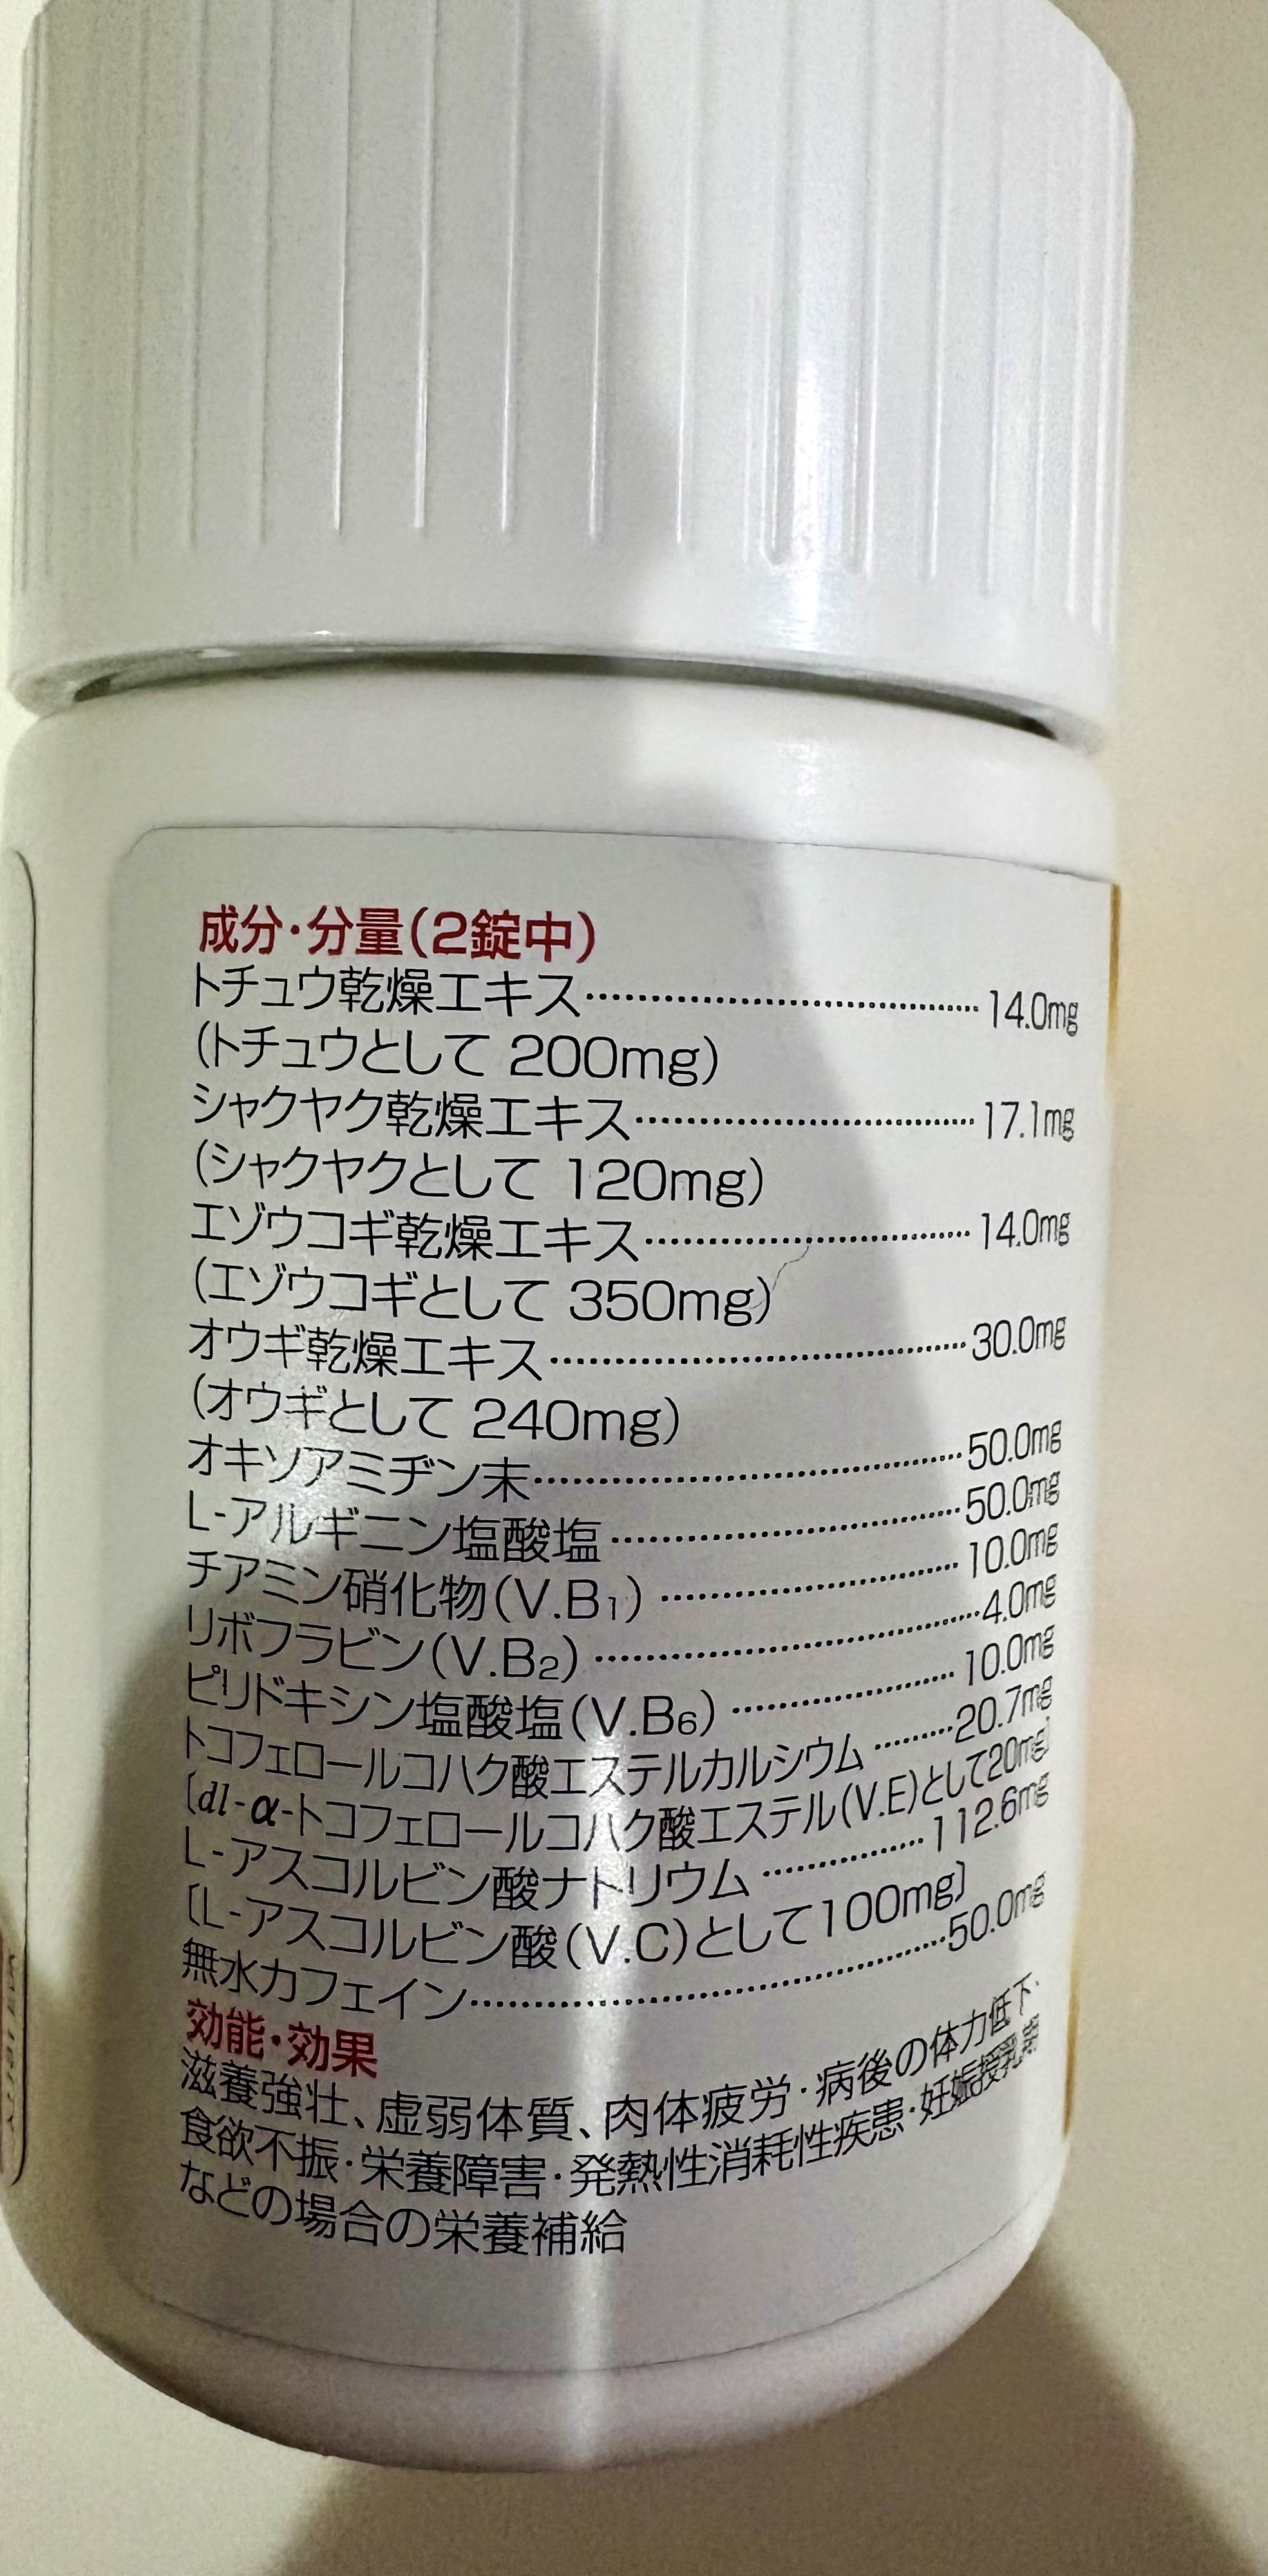 成分・分量(2錠中)
トチュウ乾燥エキス……………………14.0mg
(トチュウとして 200mg)
シャクヤク乾燥エキス…………………17.1mg
(シャクヤクとして 120mg)
エゾウコギ乾燥エキス…………………14.0mg
(エゾウコギとして 350mg)
オウギ乾燥エキス………………………30.0mg
(オウギとして 240mg)
オキソアミヂン末………………………50.0mg
L-アルギニン塩酸塩……………………50.0mg
チアミン硝化物(V.B1)…………………10.0mg
リボフラビン(V.B2)……………………4.0mg
ピリドキシン塩酸塩(V.B6)……………10.0mg
トコフェロールコハク酸エステルカルシウム………20.7mg
〔dl-α-トコフェロールコハク酸エステル(V.E)として20mg〕
L-アスコルビン酸ナトリウム……………112.6mg
〔L-アスコルビン酸(V.C)として100mg〕
無水カフェイン…………………………50.0mg
効能・効果
滋養強壮、虚弱体質、肉体疲労・病後の体力低下・
食欲不振・栄養障害・発熱性消耗性疾患・妊娠授乳期
などの場合の栄養補給